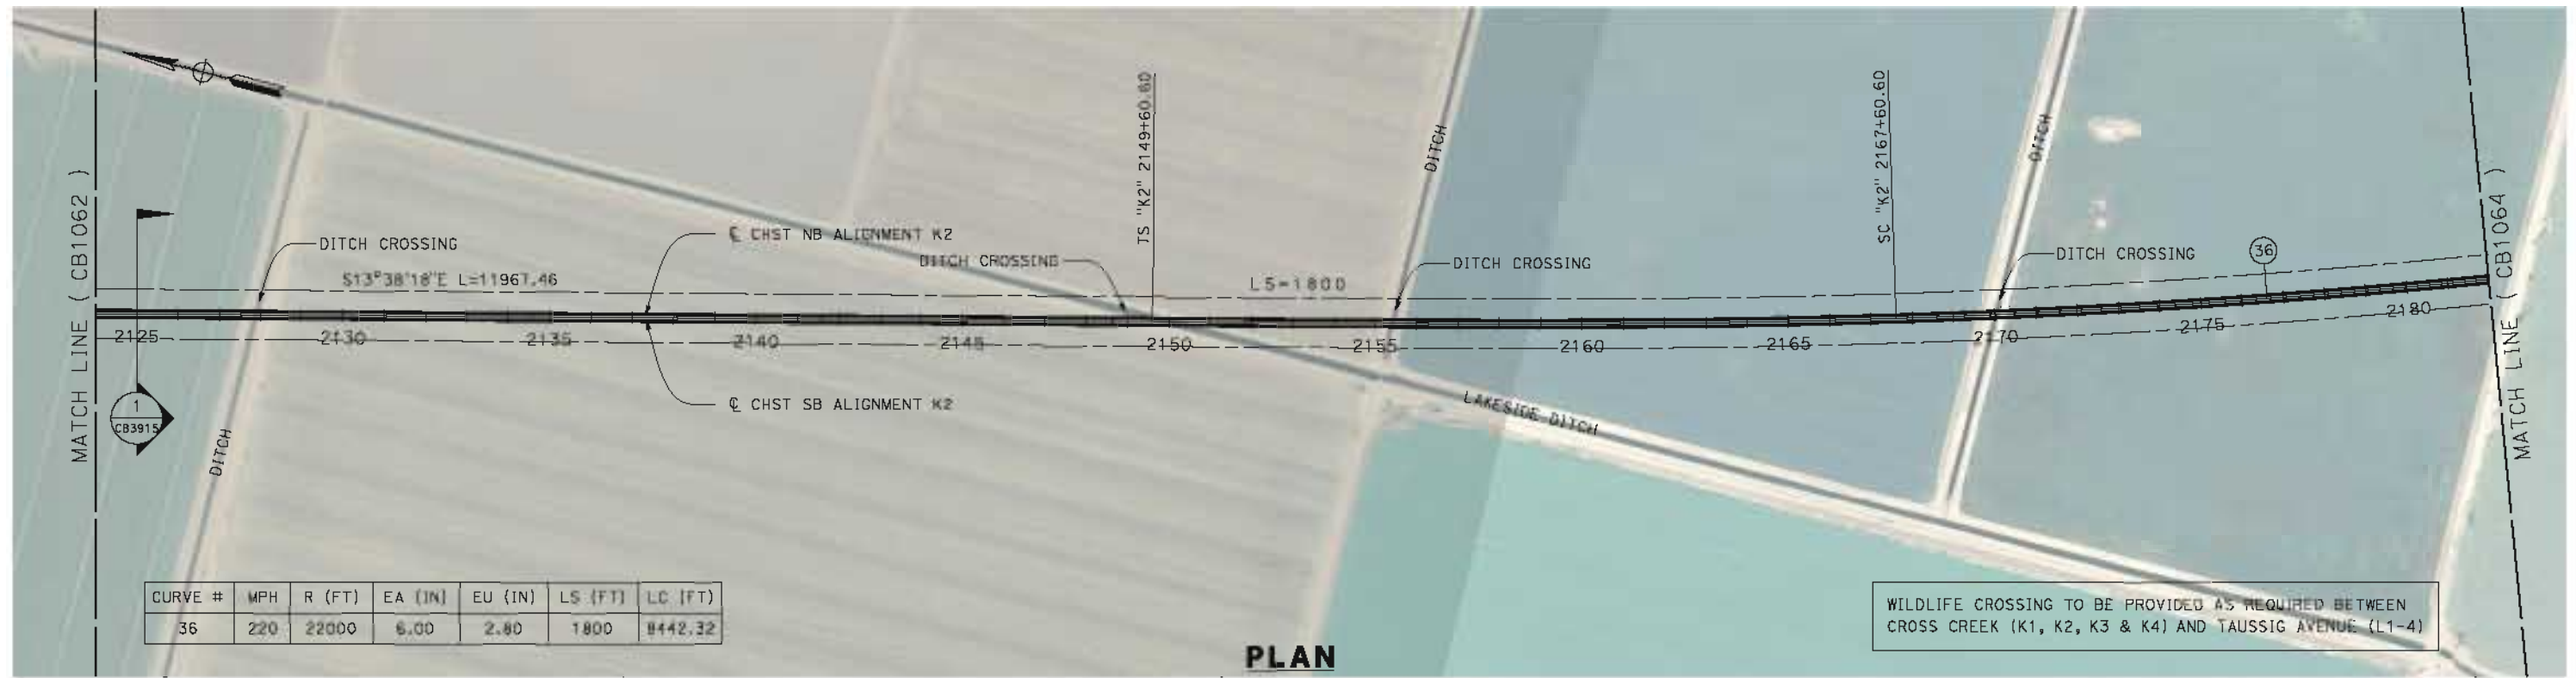 MATCH LINE ( CB1062 )
DITCH CROSSING
S13°38'18"E L=11967.46
℄ CHST NB ALIGNMENT K2
DITCH CROSSING
TS "K2" 2149+60.60
LS=1800
DITCH
DITCH CROSSING
SC "K2" 2167+60.60
DITCH
DITCH CROSSING
36
MATCH LINE ( CB1064 )
2125
2130
2135
2140
2145
2150
2155
2160
2165
2170
2175
2180
℄ CHST SB ALIGNMENT K2
1
CB3915
DITCH
LAKESIDE DITCH
CURVE # MPH R (FT) EA (IN) EU (IN) LS (FT) LC (FT)
36 220 22000 6.00 2.80 1800 8442.32
WILDLIFE CROSSING TO BE PROVIDED AS REQUIRED BETWEEN
CROSS CREEK (K1, K2, K3 & K4) AND TAUSSIG AVENUE (L1-4)
PLAN